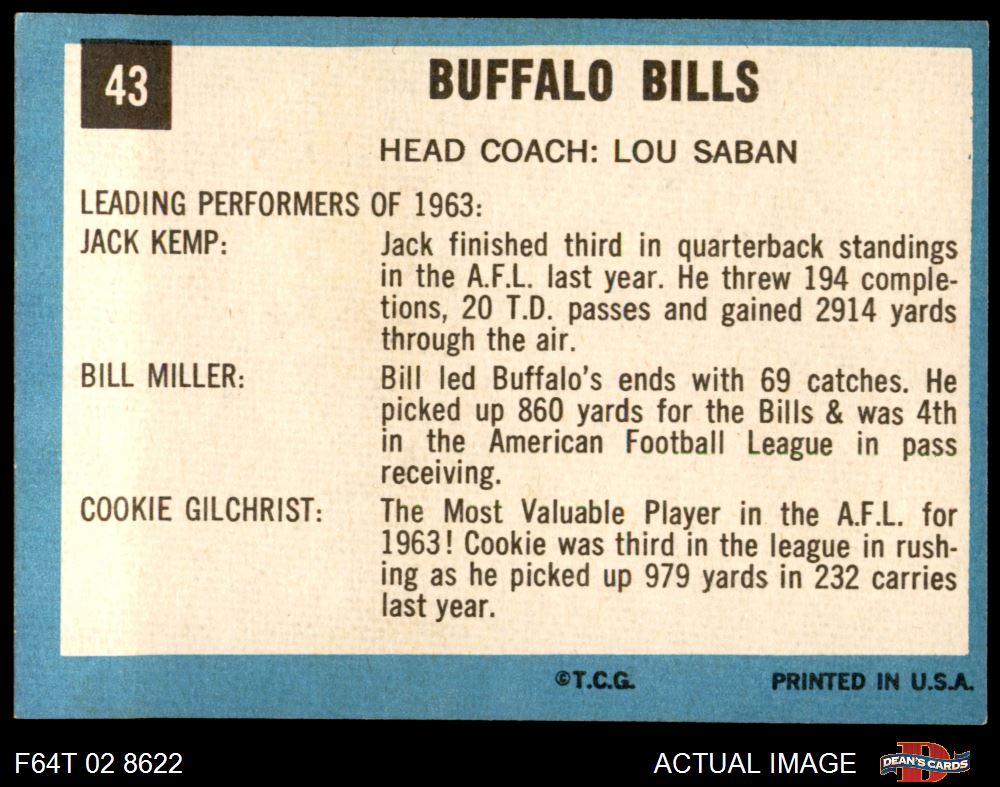 43
BUFFALO BILLS
HEAD COACH: LOU SABAN
LEADING PERFORMERS OF 1963:
JACK KEMP:
Jack finished third in quarterback standings
in the A.F.L. last year. He threw 194 comple-
tions, 20 T.D. passes and gained 2914 yards
through the air.
BILL MILLER:
Bill led Buffalo's ends with 69 catches. He
picked up 860 yards for the Bills & was 4th
in the American Football League in pass
receiving.
COOKIE GILCHRIST:
The Most Valuable Player in the A.F.L. for
1963! Cookie was third in the league in rush-
ing as he picked up 979 yards in 232 carries
last year.
©T.C.G. PRINTED IN U.S.A.
F64T 02 8622 ACTUAL IMAGE D DEAN'S CARDS